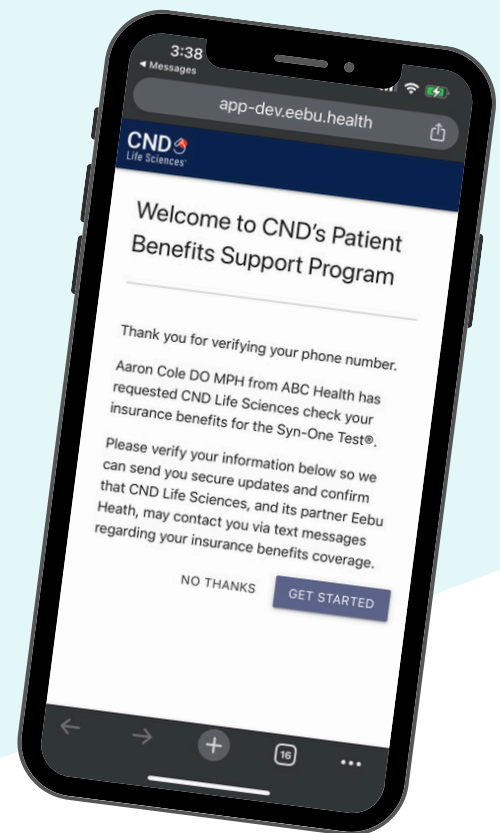 3:38
Messages
app-dev.eebu.health
CND
Life Sciences
Welcome to CND's Patient
Benefits Support Program
Thank you for verifying your phone number.
Aaron Cole DO MPH from ABC Health has
requested CND Life Sciences check your
insurance benefits for the Syn-One Test®.
Please verify your information below so we
can send you secure updates and confirm
that CND Life Sciences, and its partner Eebu
Heath, may contact you via text messages
regarding your insurance benefits coverage.
NO THANKS
GET STARTED
16